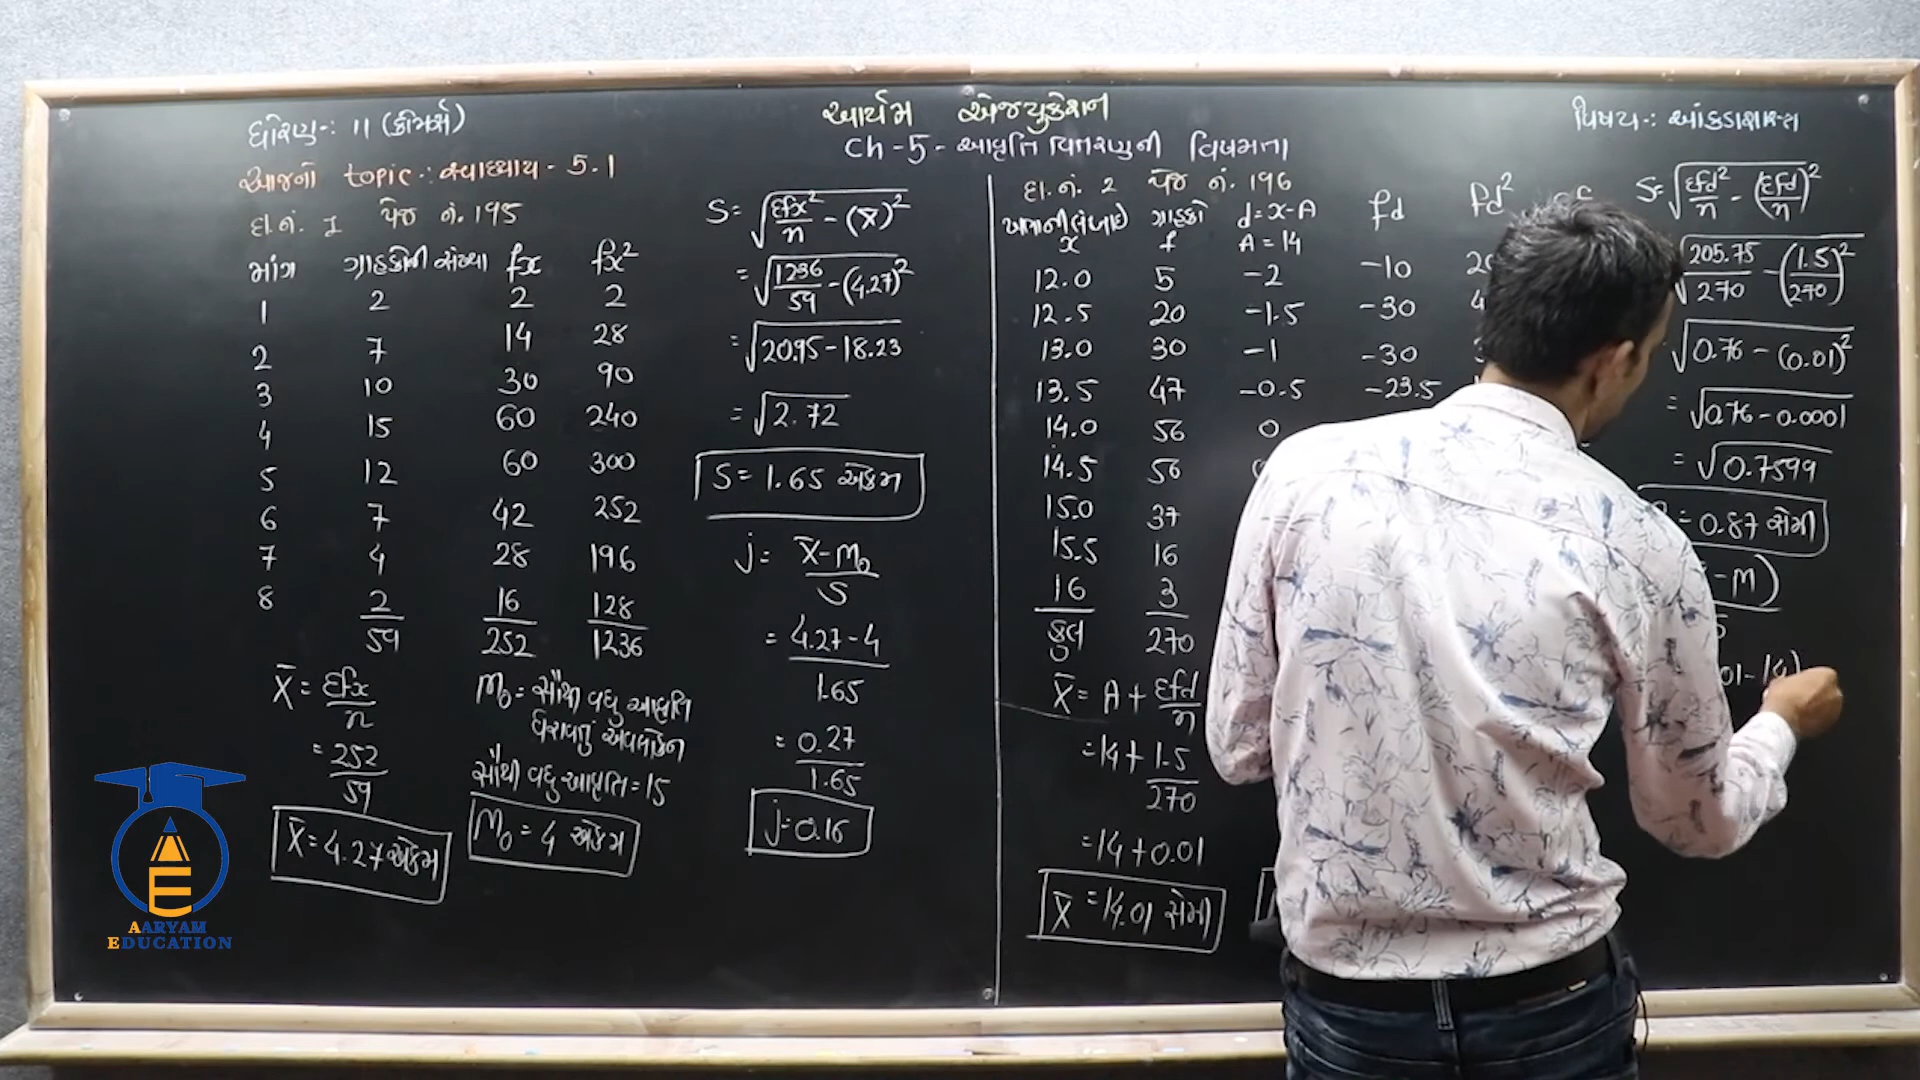 ધોરણ-: 11 (કોમર્સ)
આર્યમ એજ્યુકેશન
વિષય-: આંકડાશાસ્ત્ર
Ch-5 - આવૃત્તિ વિતરણની વિષમતા
આજનો topic-: સ્વાધ્યાય - 5.1
દા.નં. 1 પેજ નં. 195
માંગ ગ્રાહકોની સંખ્યા fx fx²
1 2 2 2
2 7 14 28
3 10 30 90
4 15 60 240
5 12 60 300
6 7 42 252
7 4 28 196
8 2 16 128
59 252 1236
x̄ = Σfx/n
= 252/59
x̄ = 4.27 એકમ
M₀ = સૌથી વધુ આવૃત્તિ
ધરાવતું અવલોકન
સૌથી વધુ આવૃત્તિ = 15
M₀ = 4 એકમ
S = √(Σfx²/n - (x̄)²)
= √(1236/59 - (4.27)²)
= √(20.95 - 18.23)
= √2.72
S = 1.65 એકમ
j = (x̄ - M₀)/S
= (4.27 - 4)/1.65
= 0.27/1.65
j = 0.16
દા.નં. 2 પેજ નં. 196
ગ્રાહકો d = x-A fd fd²
x f A = 14
12.0 5 -2 -10
12.5 20 -1.5 -30
13.0 30 -1 -30
13.5 47 -0.5 -23.5
14.0 56 0
14.5 56
15.0 37
15.5 16
16 3
કુલ 270
x̄ = A + Σfd/n
= 14 + 1.5/270
= 14 + 0.01
x̄ = 14.01 સેમી
S = √(Σfd²/n - (Σfd/n)²)
√(205.75/270 - (1.5/270)²)
√(0.76 - (0.01)²)
= √(0.76 - 0.0001)
= √0.7599
= 0.87 સેમી
- M)
AARYAM
EDUCATION